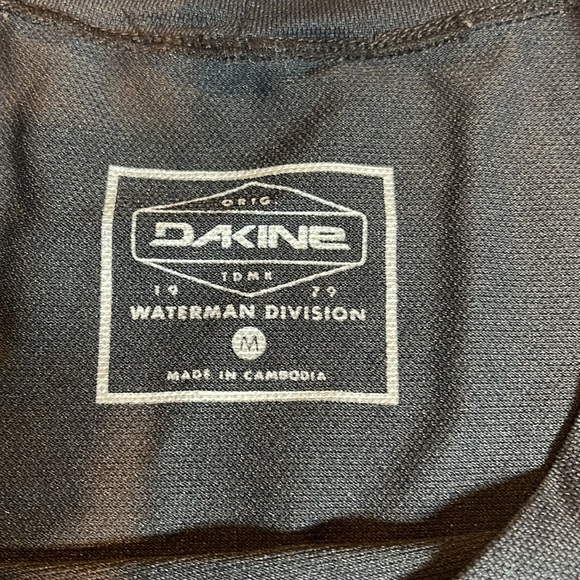 ORIG.
DAKINE
TDMK
19 79
WATERMAN DIVISION
M
MADE IN CAMBODIA